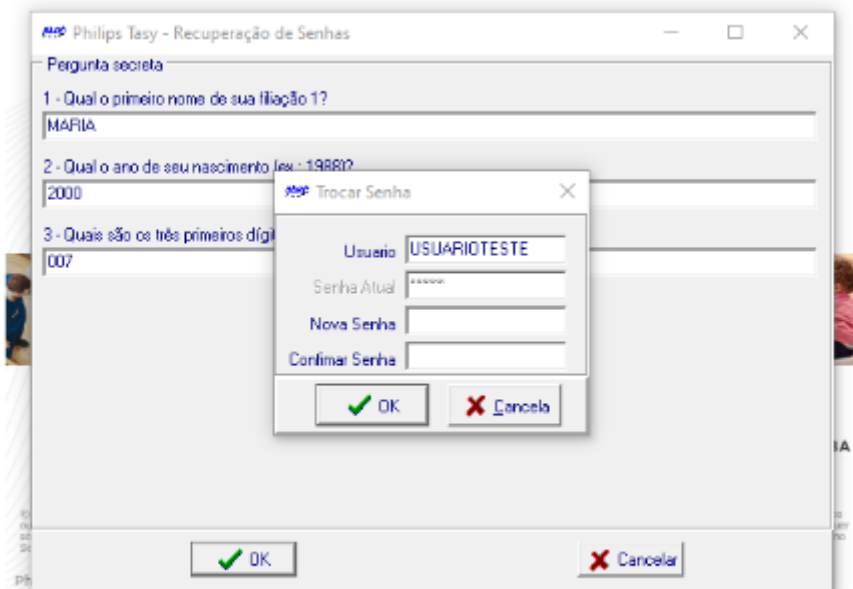 Philips Tasy - Recuperação de Senhas
Pergunta secreta
1 - Qual o primeiro nome de sua filiação 1?
MARIA
2 - Qual o ano de seu nascimento (ex.: 1988)?
2000
3 - Quais são os três primeiros dígit
007
Trocar Senha
Usuario USUARIOTESTE
Senha Atual *****
Nova Senha
Confirmar Senha
OK Cancela
OK Cancelar